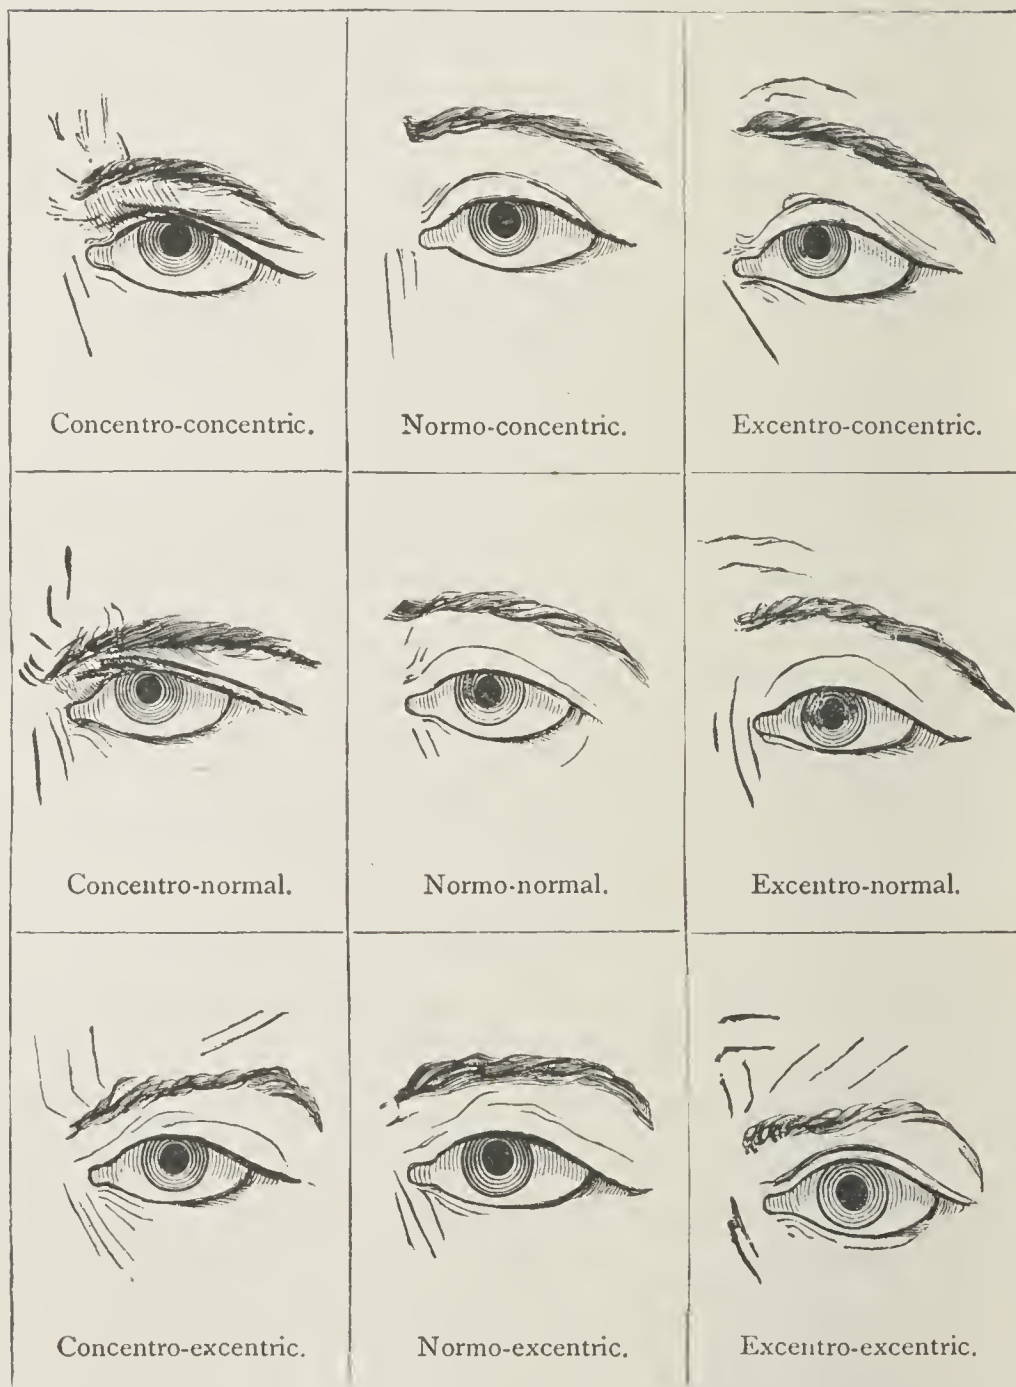 Concentro-concentric.
Normo-concentric.
Excentro-concentric.
Concentro-normal.
Normo-normal.
Excentro-normal.
Concentro-excentric.
Normo-excentric.
Excentro-excentric.